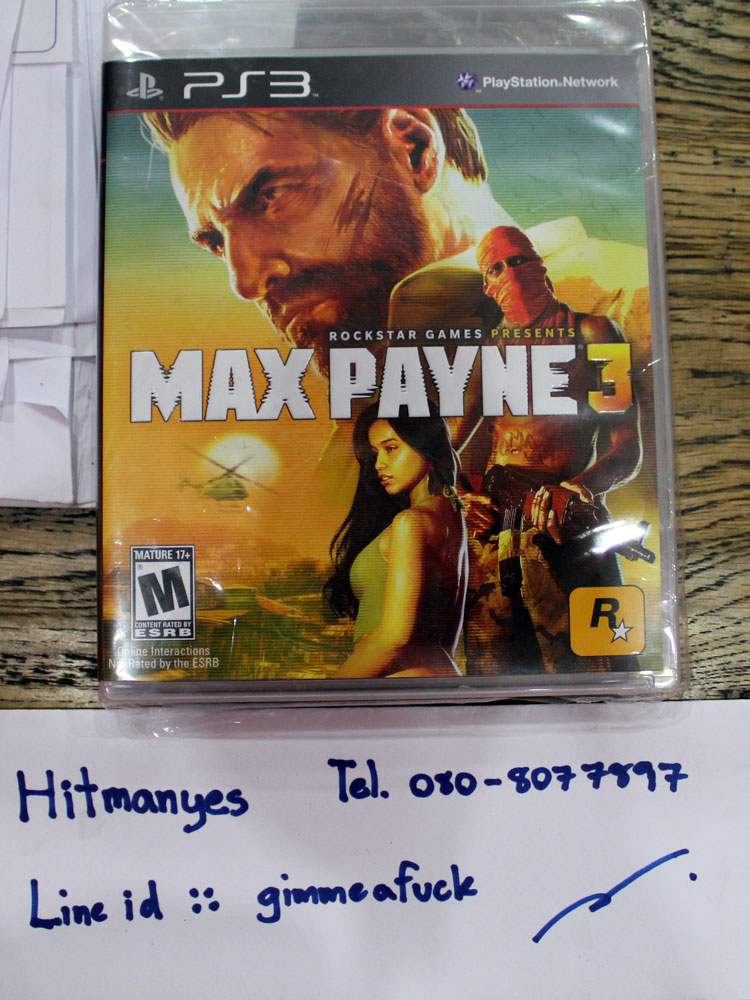 PS3
PlayStation Network
ROCKSTAR GAMES PRESENTS
MAX PAYNE 3
MATURE 17+
M
CONTENT RATED BY
ESRB
Online Interactions
Not Rated by the ESRB
R
Hitmanyes Tel. 080-8077897
Line id :: gimmeafuck